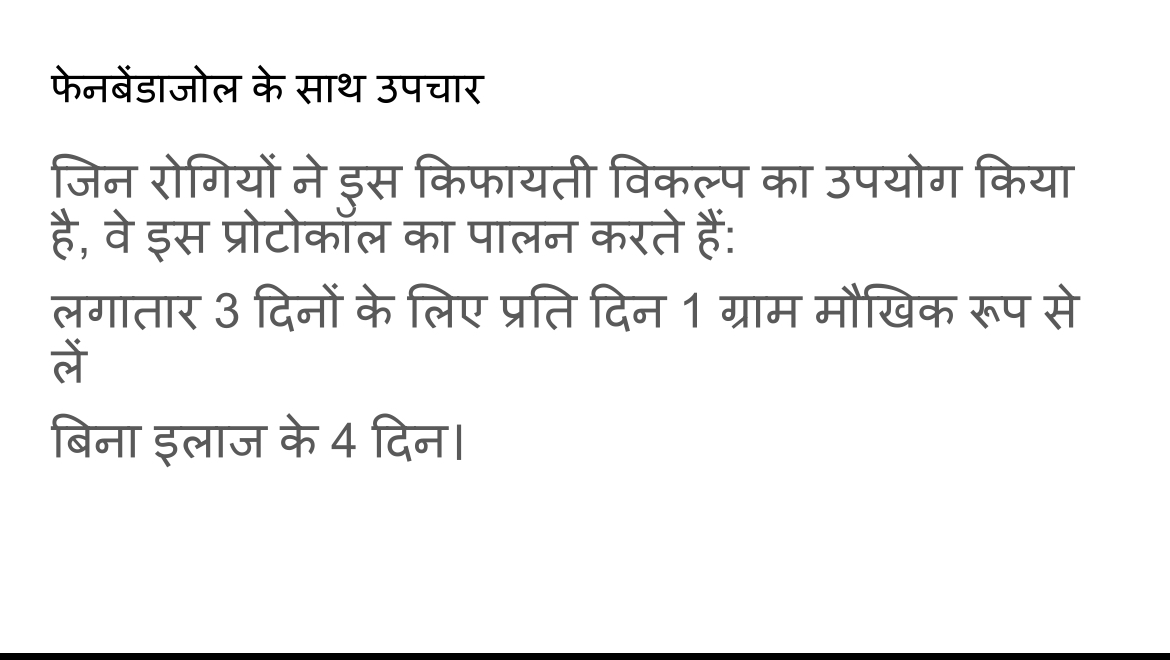 फेनबेंडाजोल के साथ उपचार
जिन रोगियों ने इस किफायती विकल्प का उपयोग किया
है, वे इस प्रोटोकॉल का पालन करते हैं:
लगातार 3 दिनों के लिए प्रति दिन 1 ग्राम मौखिक रूप से
लें
बिना इलाज के 4 दिन।